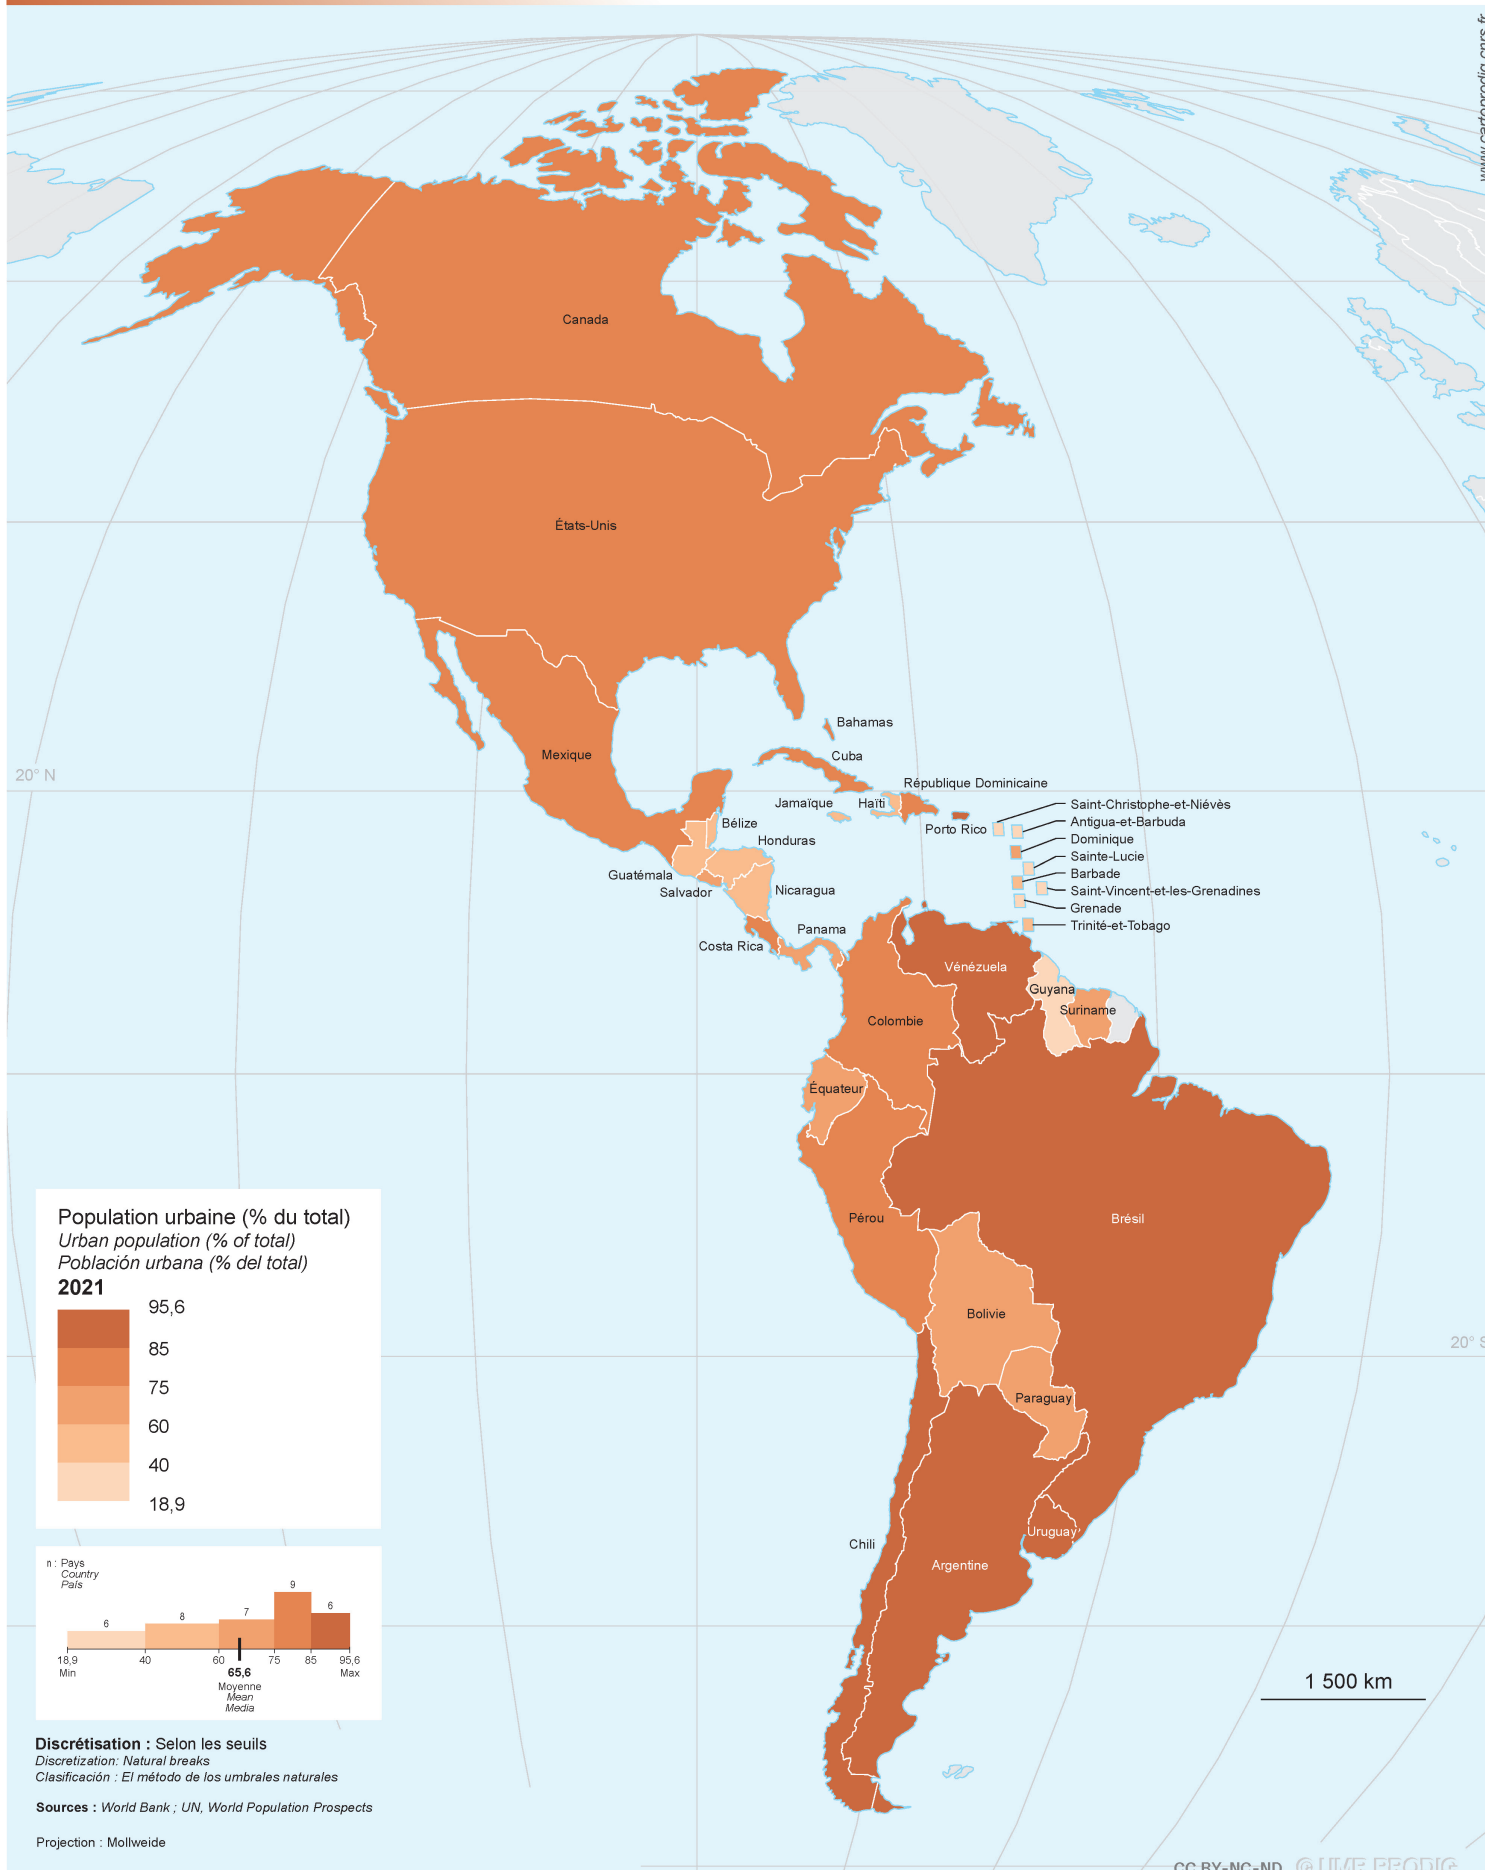 www.cartoprodig.cnrs.fr
Canada
États-Unis
Bahamas
Mexique
Cuba
20° N
République Dominicaine
Jamaïque
Haïti
Saint-Christophe-et-Niévès
Porto Rico
Antigua-et-Barbuda
Bélize
Dominique
Honduras
Sainte-Lucie
Guatémala
Barbade
Salvador
Nicaragua
Saint-Vincent-et-les-Grenadines
Grenade
Panama
Trinité-et-Tobago
Costa Rica
Vénézuela
Guyana
Suriname
Colombie
Équateur
Pérou
Brésil
Bolivie
20° S
Paraguay
Uruguay
Chili
Argentine
Population urbaine (% du total)
Urban population (% of total)
Población urbana (% del total)
2021
95,6
85
75
60
40
18,9
n : Pays
Country
País
6
8
7
9
6
18,9
40
60
75
85
95,6
Min
65,6
Max
Moyenne
Mean
Media
1 500 km
Discrétisation : Selon les seuils
Discretization: Natural breaks
Clasificación : El método de los umbrales naturales
Sources : World Bank ; UN, World Population Prospects
Projection : Mollweide
CC BY-NC-ND © UMR PRODIG